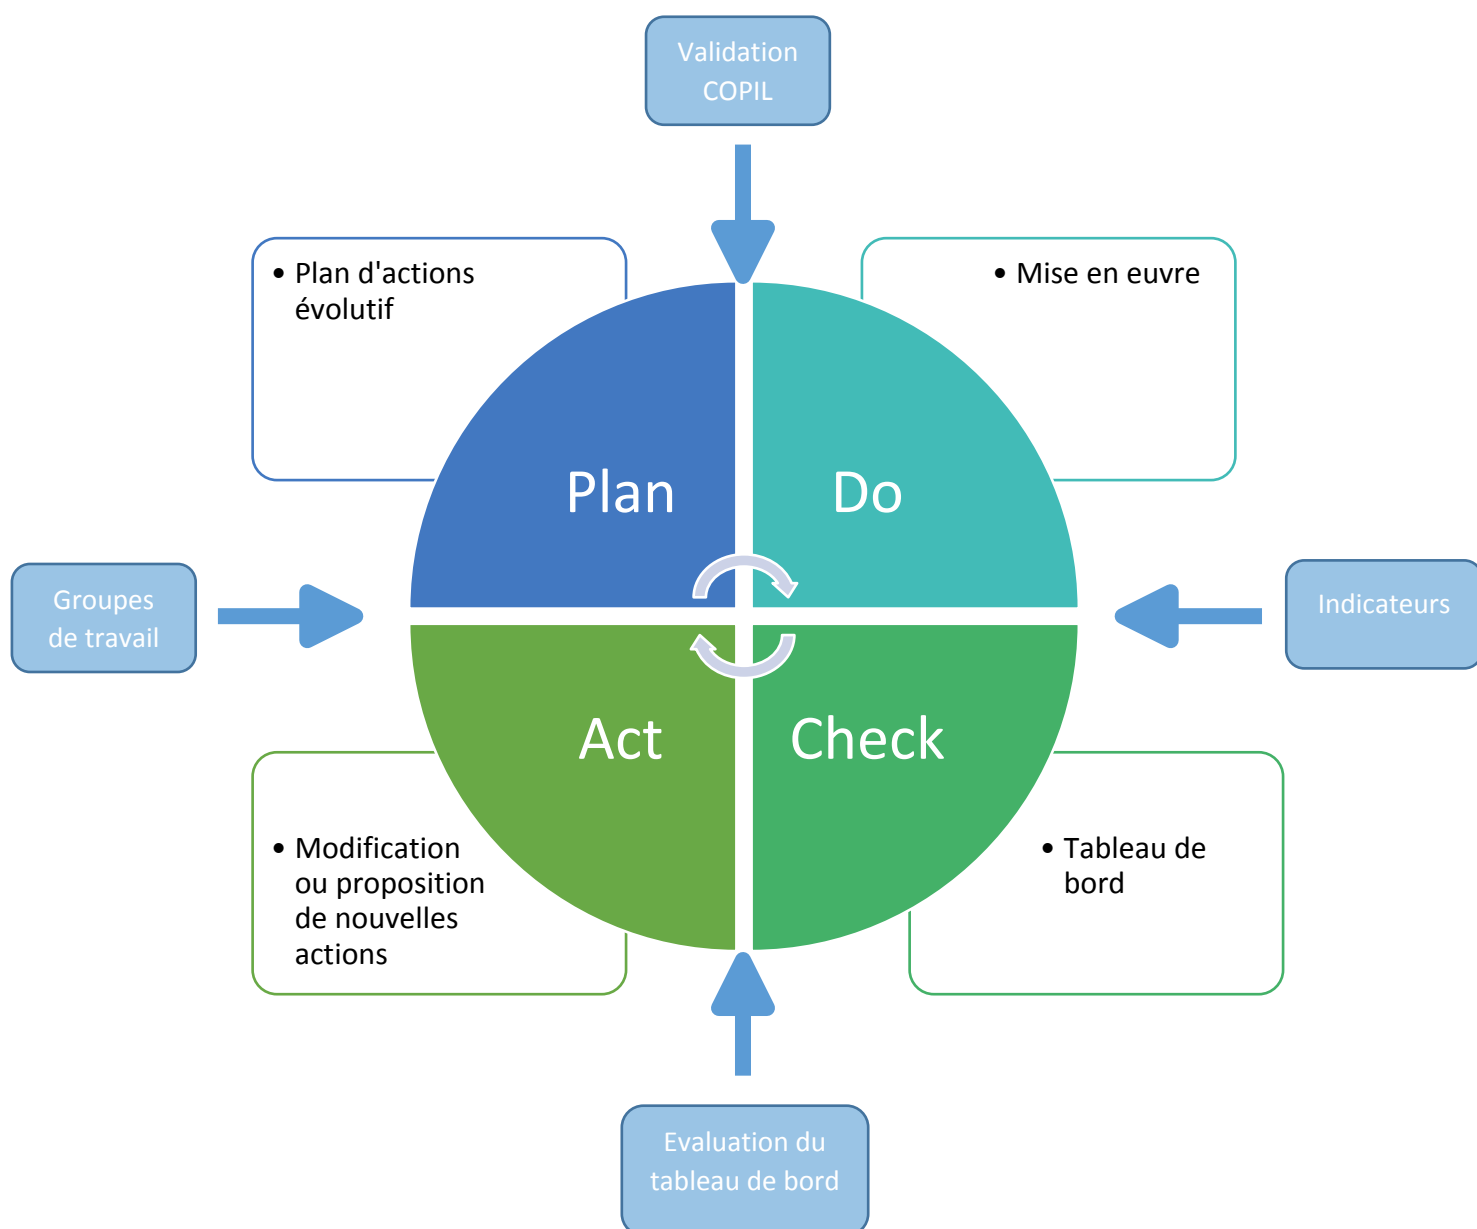 Validation
COPIL
• Plan d'actions
évolutif
• Mise en euvre
Plan
Do
Groupes
de travail
Indicateurs
Act
Check
• Modification
ou proposition
de nouvelles
actions
• Tableau de
bord
Evaluation du
tableau de bord